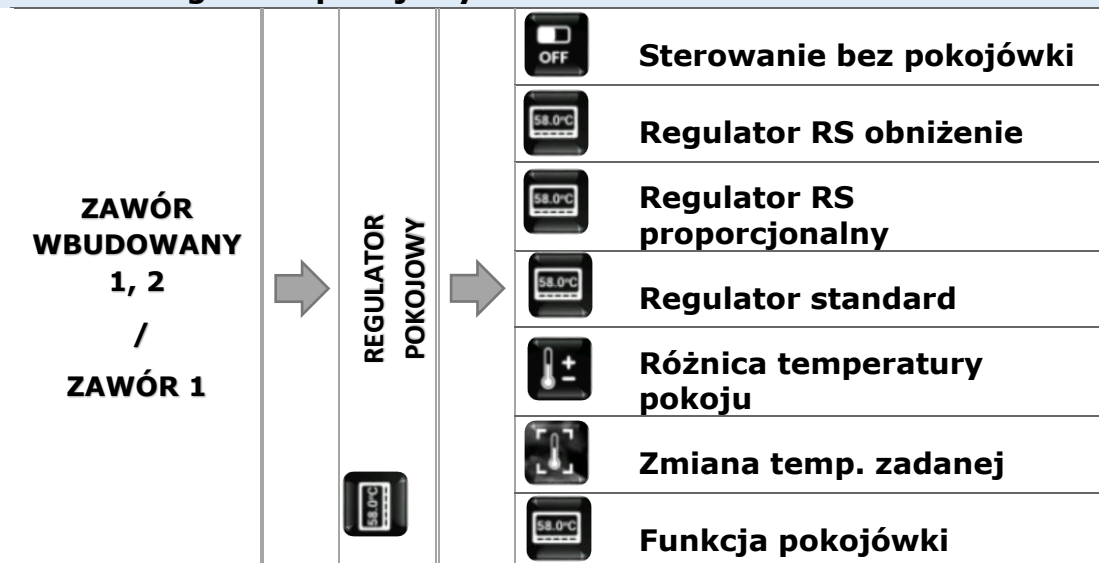 ZAWÓR
WBUDOWANY
1, 2
/
ZAWÓR 1
REGULATOR
POKOJOWY
58.0°C
OFF
Sterowanie bez pokojówki
58.0°C
Regulator RS obniżenie
58.0°C
Regulator RS
proporcjonalny
58.0°C
Regulator standard
Różnica temperatury
pokoju
Zmiana temp. zadanej
58.0°C
Funkcja pokojówki